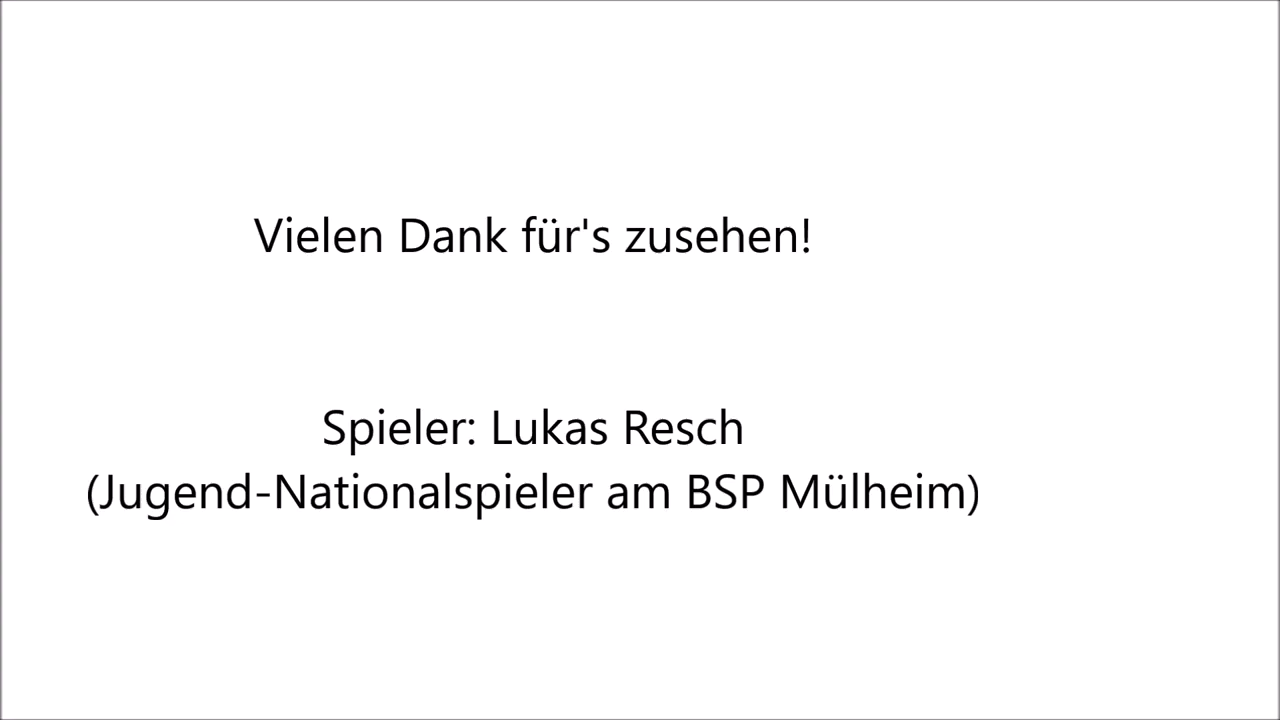 Vielen Dank für's zusehen!
Spieler: Lukas Resch
(Jugend-Nationalspieler am BSP Mülheim)